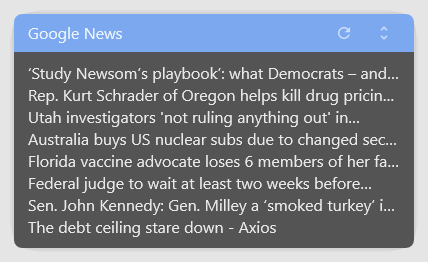 Google News
‘Study Newsom’s playbook’: what Democrats – and...
Rep. Kurt Schrader of Oregon helps kill drug pricin...
Utah investigators 'not ruling anything out' in...
Australia buys US nuclear subs due to changed sec...
Florida vaccine advocate loses 6 members of her fa...
Federal judge to wait at least two weeks before...
Sen. John Kennedy: Gen. Milley a ‘smoked turkey’ i...
The debt ceiling stare down - Axios